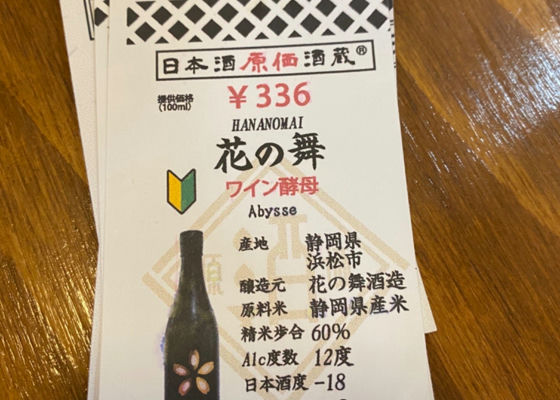 日本酒原価酒蔵®
提供価格
(100ml)
¥336
HANANOMAI
花の舞
ワイン酵母
Abysse
産地 静岡県
浜松市
醸造元 花の舞酒造
原料米 静岡県産米
精米歩合 60%
Alc度数 12度
日本酒度 -18